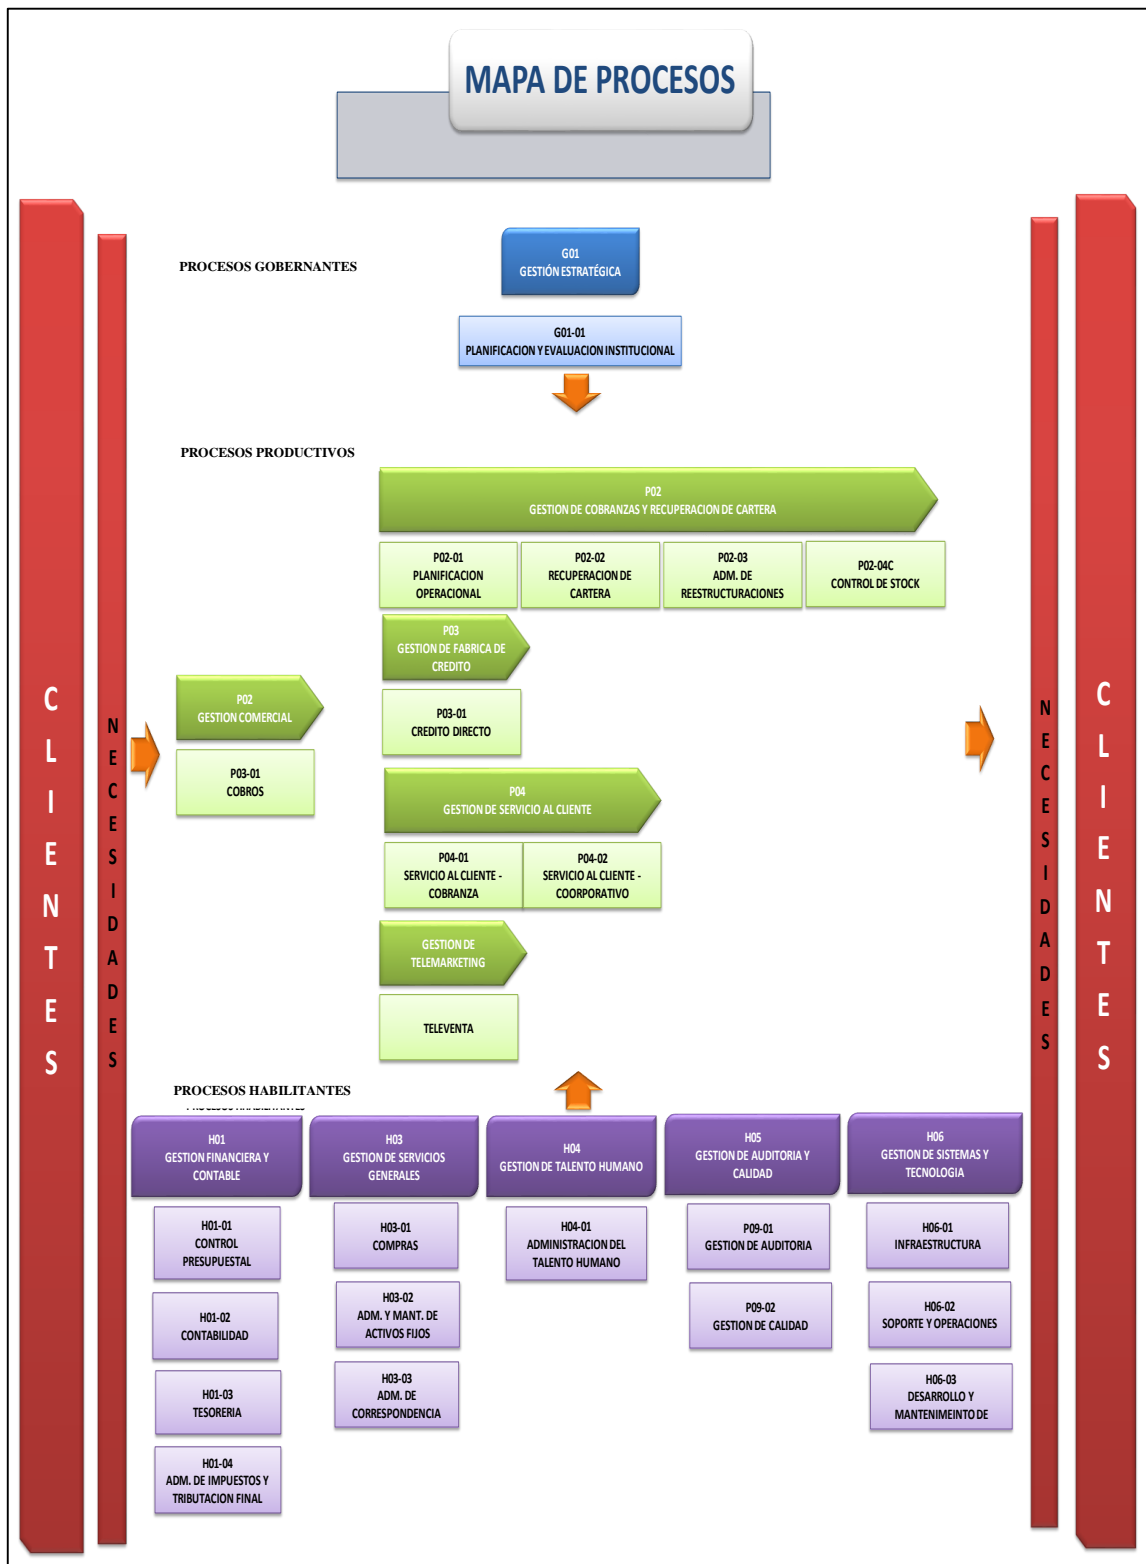 MAPA DE PROCESOS
PROCESOS GOBERNANTES
G01
GESTIÓN ESTRATÉGICA
G01-01
PLANIFICACION Y EVALUACION INSTITUCIONAL
PROCESOS PRODUCTIVOS
P02
GESTION DE COBRANZAS Y RECUPERACION DE CARTERA
P02-01
PLANIFICACION
OPERACIONAL
P02-02
RECUPERACION DE
CARTERA
P02-03
ADM. DE
REESTRUCTURACIONES
P02-04C
CONTROL DE STOCK
P03
GESTION DE FABRICA DE
CREDITO
P03-01
CREDITO DIRECTO
P02
GESTION COMERCIAL
P03-01
COBROS
P04
GESTION DE SERVICIO AL CLIENTE
P04-01
SERVICIO AL CLIENTE -
COBRANZA
P04-02
SERVICIO AL CLIENTE -
COORPORATIVO
GESTION DE
TELEMARKETING
TELEVENTA
CLIENTES
NECESIDADES
NECESIDADES
CLIENTES
PROCESOS HABILITANTES
H01
GESTION FINANCIERA Y
CONTABLE
H03
GESTION DE SERVICIOS
GENERALES
H04
GESTION DE TALENTO HUMANO
H05
GESTION DE AUDITORIA Y
CALIDAD
H06
GESTION DE SISTEMAS Y
TECNOLOGIA
H01-01
CONTROL
PRESUPUESTAL
H01-02
CONTABILIDAD
H01-03
TESORERIA
H01-04
ADM. DE IMPUESTOS Y
TRIBUTACION FINAL
H03-01
COMPRAS
H03-02
ADM. Y MANT. DE
ACTIVOS FIJOS
H03-03
ADM. DE
CORRESPONDENCIA
H04-01
ADMINISTRACION DEL
TALENTO HUMANO
P09-01
GESTION DE AUDITORIA
P09-02
GESTION DE CALIDAD
H06-01
INFRAESTRUCTURA
H06-02
SOPORTE Y OPERACIONES
H06-03
DESARROLLO Y
MANTENIMEINTO DE